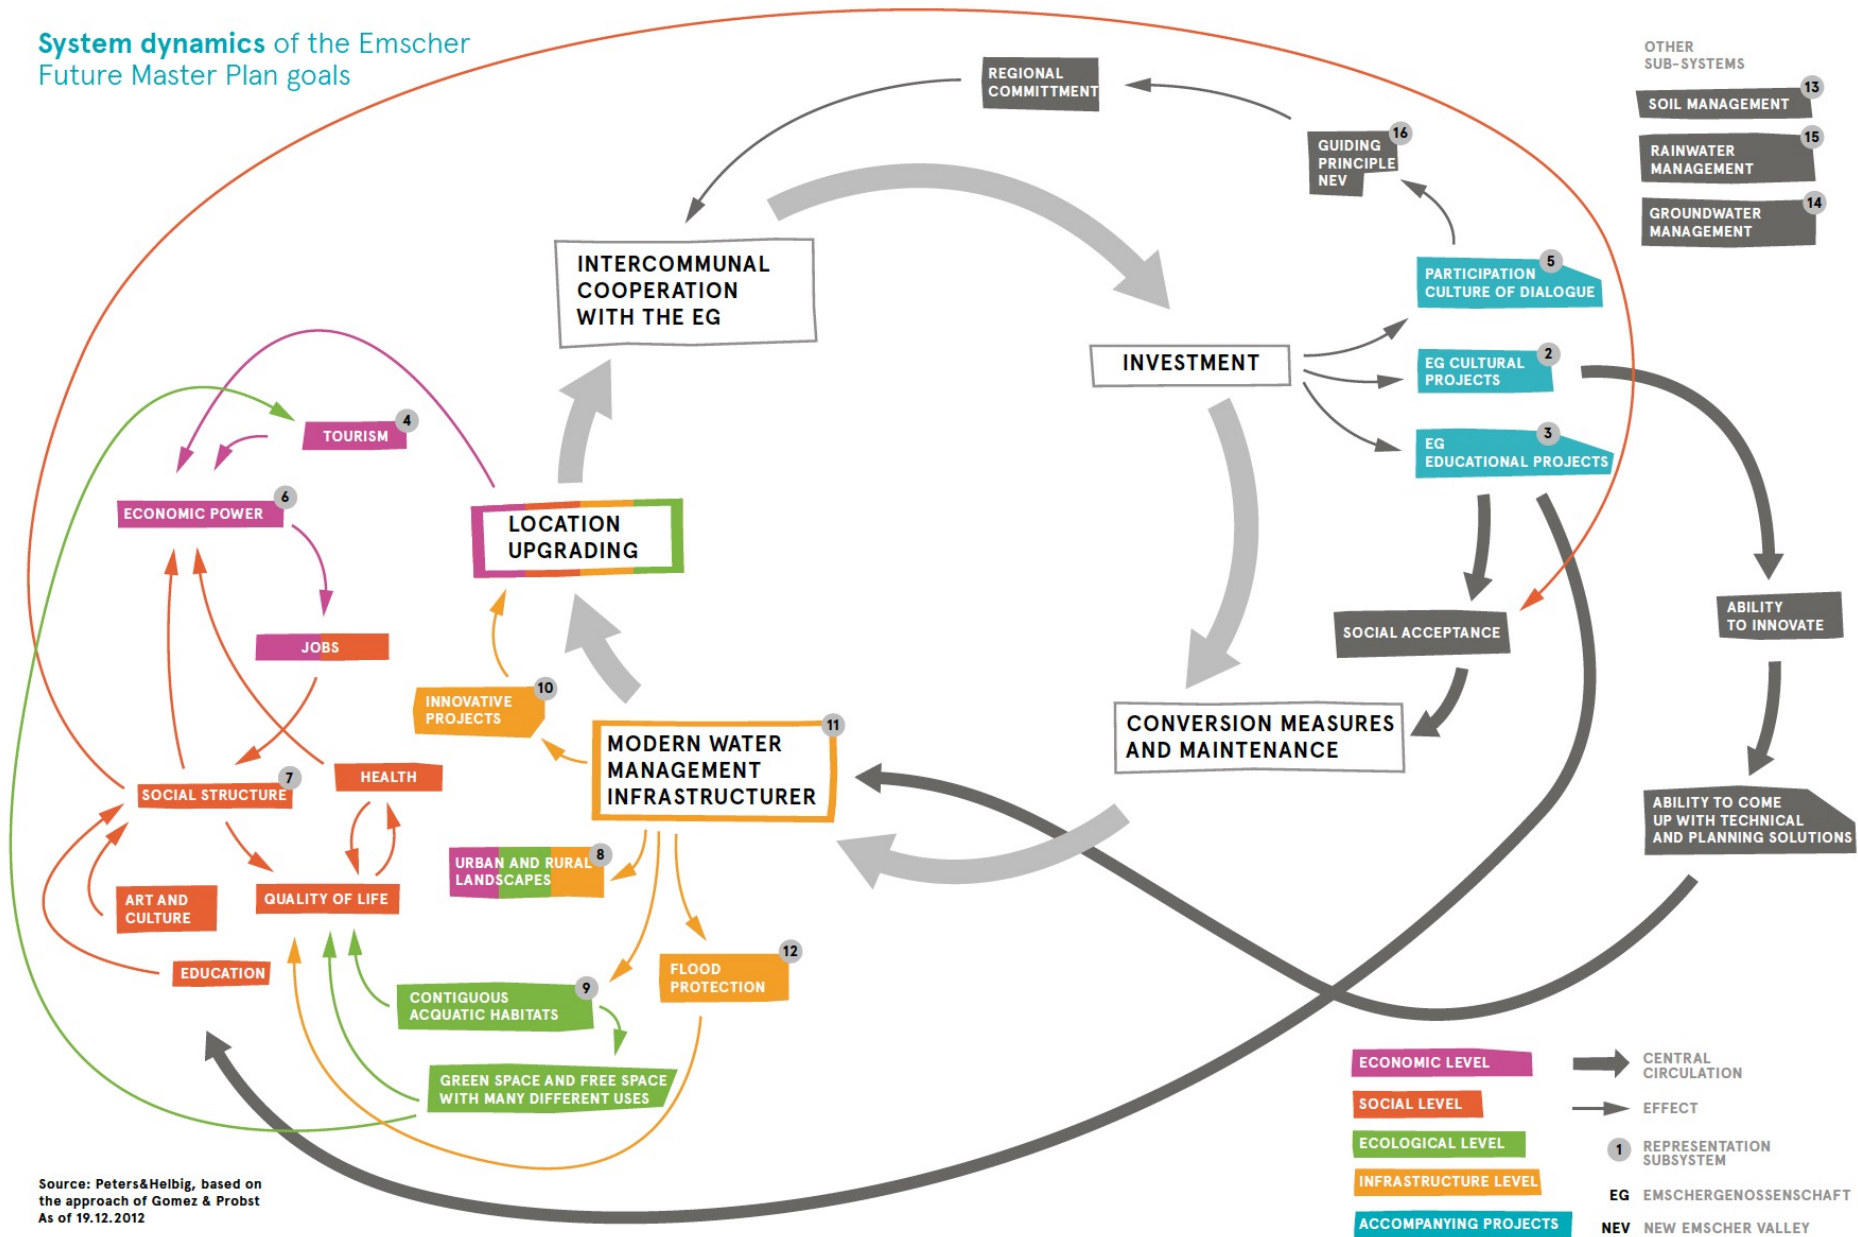 System dynamics of the Emscher
Future Master Plan goals
OTHER
SUB-SYSTEMS
13
SOIL MANAGEMENT
15
RAINWATER
MANAGEMENT
14
GROUNDWATER
MANAGEMENT
REGIONAL
COMMITTMENT
16
GUIDING
PRINCIPLE
NEV
INTERCOMMUNAL
COOPERATION
WITH THE EG
5
PARTICIPATION
CULTURE OF DIALOGUE
INVESTMENT
2
EG CULTURAL
PROJECTS
3
EG
EDUCATIONAL PROJECTS
4
TOURISM
6
ECONOMIC POWER
LOCATION
UPGRADING
JOBS
SOCIAL ACCEPTANCE
ABILITY
TO INNOVATE
10
INNOVATIVE
PROJECTS
11
MODERN WATER
MANAGEMENT
INFRASTRUCTURER
CONVERSION MEASURES
AND MAINTENANCE
7
SOCIAL STRUCTURE
HEALTH
ABILITY TO COME
UP WITH TECHNICAL
AND PLANNING SOLUTIONS
8
URBAN AND RURAL
LANDSCAPES
ART AND
CULTURE
QUALITY OF LIFE
EDUCATION
12
FLOOD
PROTECTION
9
CONTIGUOUS
ACQUATIC HABITATS
GREEN SPACE AND FREE SPACE
WITH MANY DIFFERENT USES
ECONOMIC LEVEL
SOCIAL LEVEL
ECOLOGICAL LEVEL
INFRASTRUCTURE LEVEL
ACCOMPANYING PROJECTS
CENTRAL
CIRCULATION
EFFECT
1 REPRESENTATION
SUBSYSTEM
EG EMSCHERGENOSSENSCHAFT
NEV NEW EMSCHER VALLEY
Source: Peters&Helbig, based on
the approach of Gomez & Probst
As of 19.12.2012